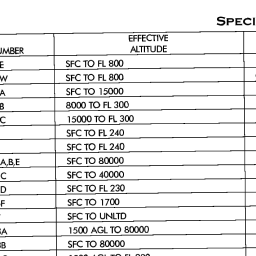 SPECI
EFFECTIVE
UMBER ALTITUDE
E SFC TO FL 800
W SFC TO FL 800
A SFC TO 15000
B 8000 TO FL 300
C 15000 TO FL 300
SFC TO FL 240
SFC TO FL 240
A,B,E SFC TO 80000
C SFC TO 40000
D SFC TO FL 230
F SFC TO 1700
SFC TO UNLTD
A 1500 AGL TO 80000
B SFC TO 80000